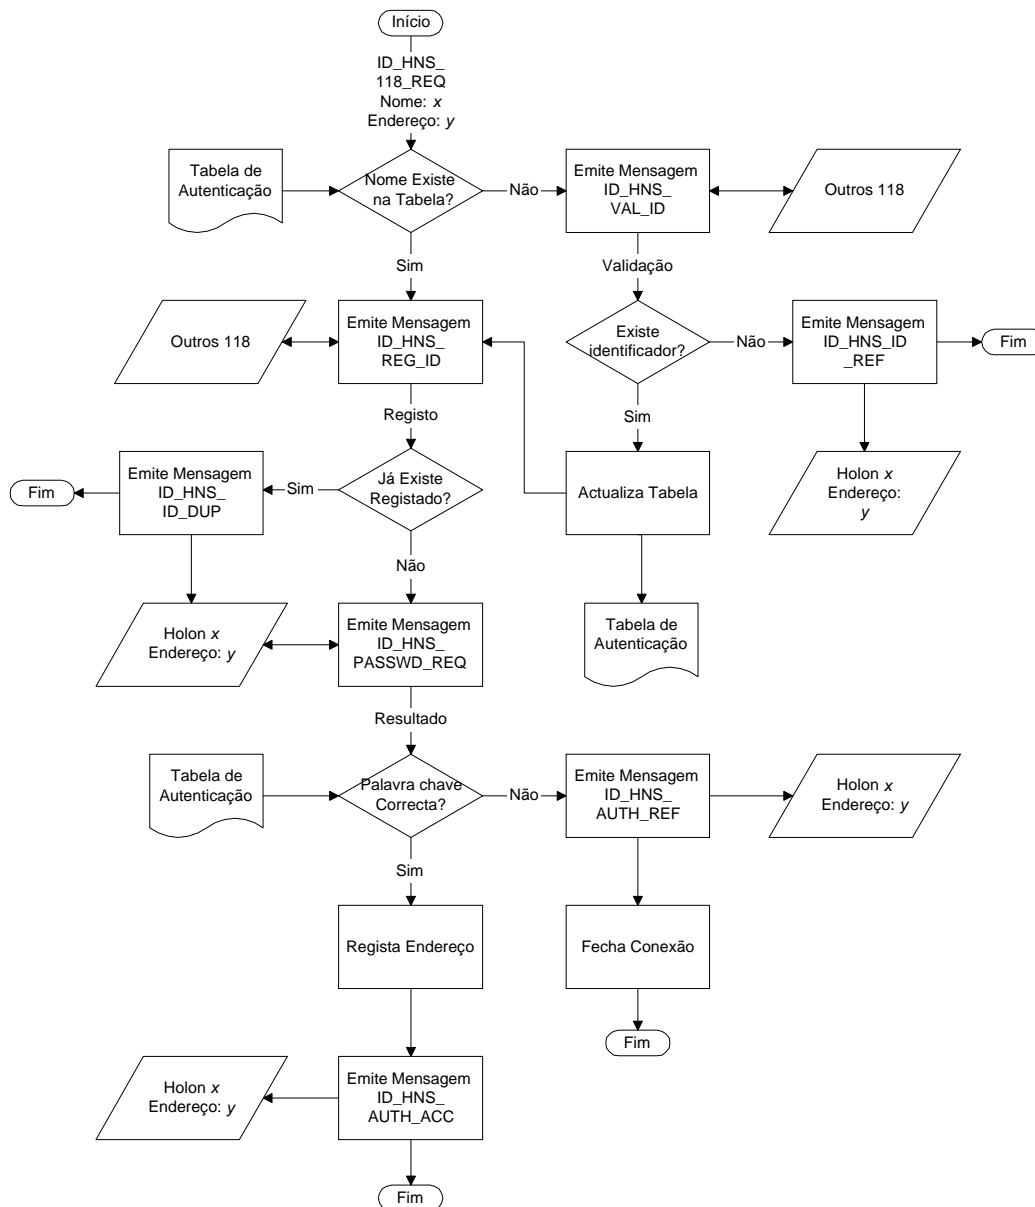 Início
ID_HNS_
118_REQ
Nome: x
Endereço: y
Tabela de
Autenticação
Nome Existe
na Tabela?
Não
Emite Mensagem
ID_HNS_
VAL_ID
Outros 118
Sim
Validação
Outros 118
Emite Mensagem
ID_HNS_
REG_ID
Existe
identificador?
Não
Emite Mensagem
ID_HNS_ID
_REF
Fim
Registo
Sim
Fim
Emite Mensagem
ID_HNS_
ID_DUP
Sim
Já Existe
Registado?
Actualiza Tabela
Holon x
Endereço:
y
Não
Holon x
Endereço: y
Emite Mensagem
ID_HNS_
PASSWD_REQ
Tabela de
Autenticação
Resultado
Tabela de
Autenticação
Palavra chave
Correcta?
Não
Emite Mensagem
ID_HNS_
AUTH_REF
Holon x
Endereço: y
Sim
Regista Endereço
Fecha Conexão
Fim
Holon x
Endereço: y
Emite Mensagem
ID_HNS_
AUTH_ACC
Fim